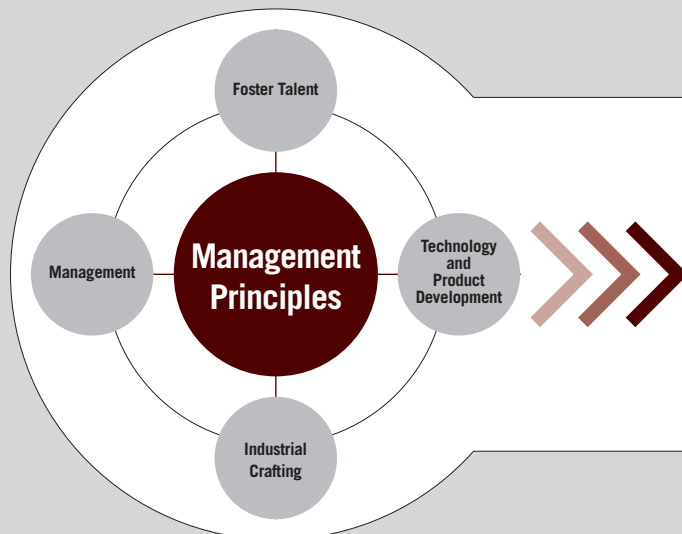 Foster Talent
Management
Management
Principles
Technology
and
Product
Development
Industrial
Crafting